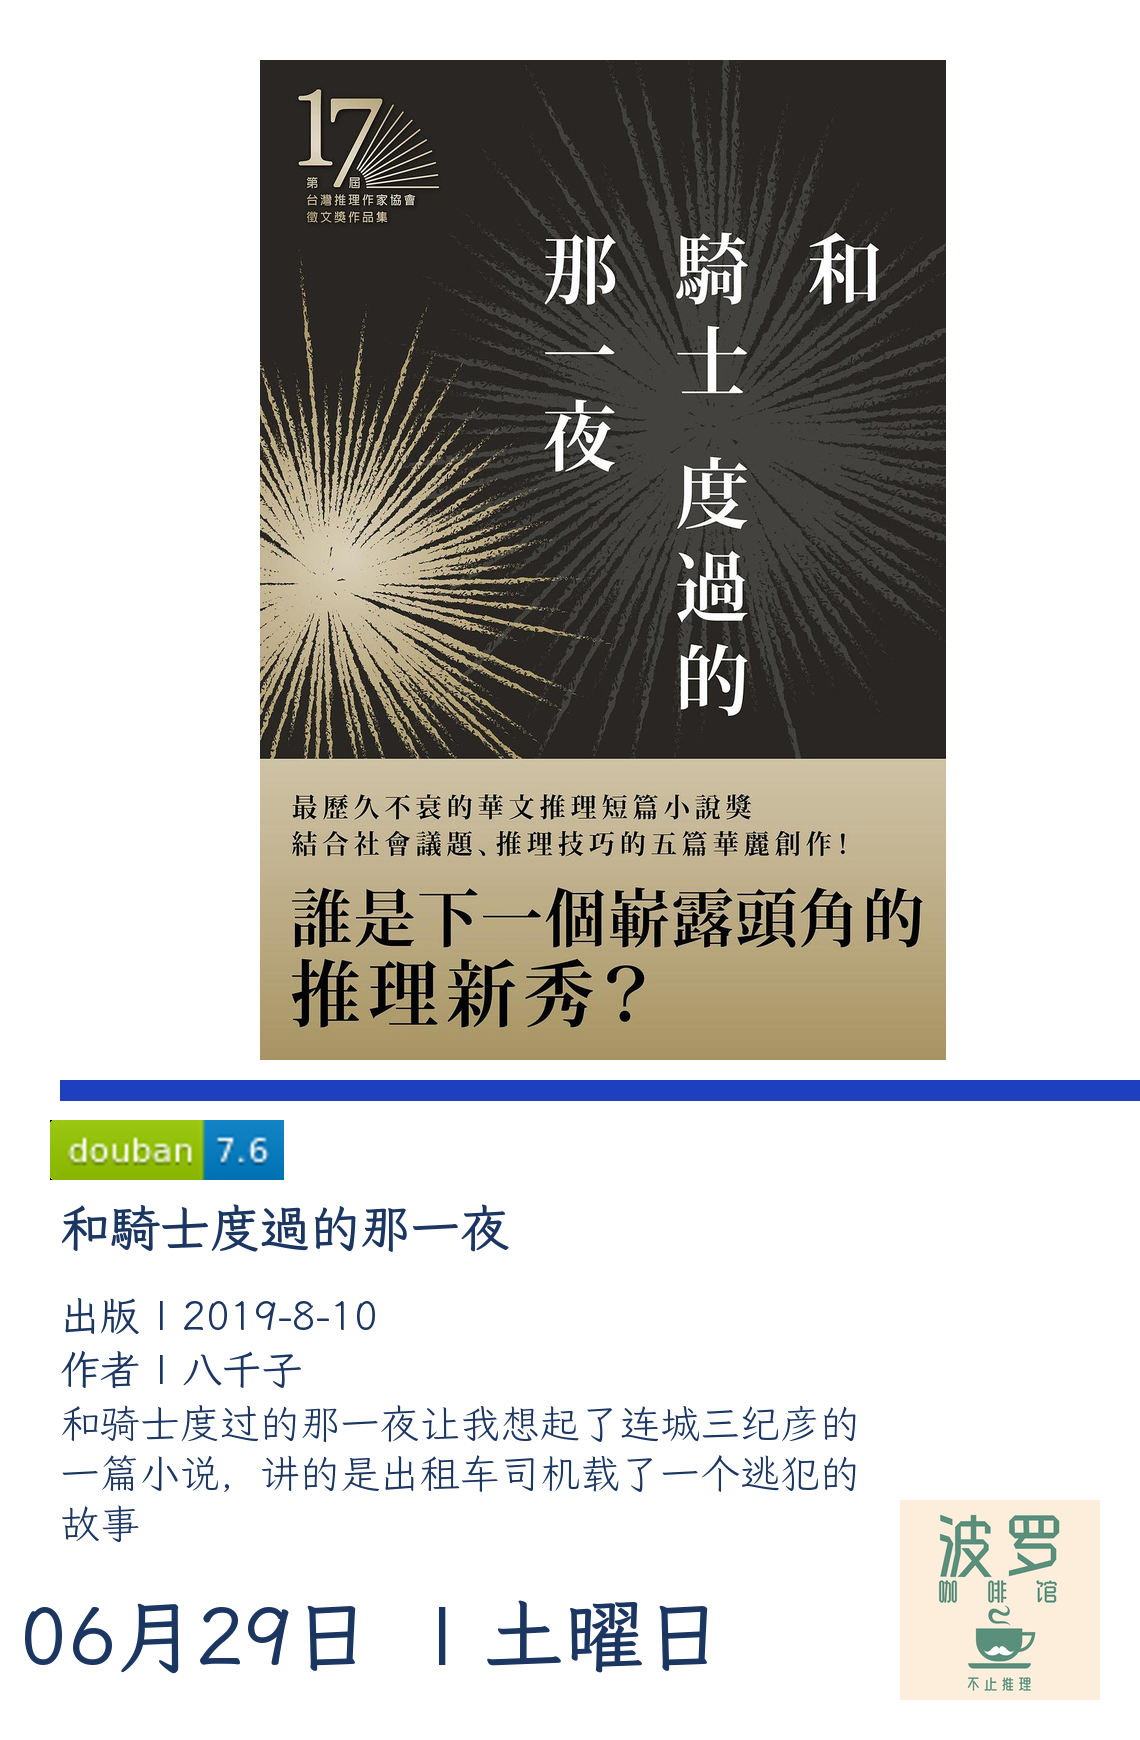 17
第 屆
台灣推理作家協會
徵文獎作品集
和
騎士度過的
那一夜
最歷久不衰的華文推理短篇小說獎
結合社會議題、推理技巧的五篇華麗創作！
誰是下一個嶄露頭角的
推理新秀？
douban 7.6
和騎士度過的那一夜
出版 | 2019-8-10
作者 | 八千子
和骑士度过的那一夜让我想起了连城三纪彦的
一篇小说，讲的是出租车司机载了一个逃犯的
故事
06月29日 | 土曜日
波罗
咖啡馆
不止推理